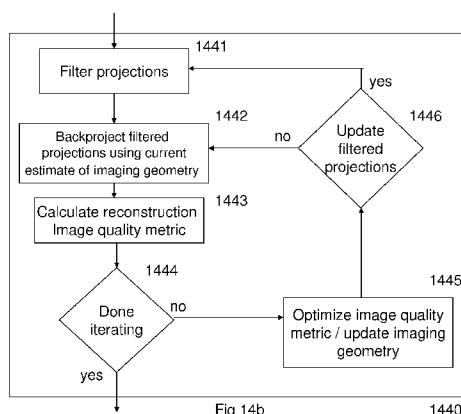 1441
Filter projections
yes
1442
1446
Backproject filtered
projections using current
estimate of imaging geometry
no
Update
filtered
projections
1443
Calculate reconstruction
Image quality metric
1444
Done
iterating
no
1445
Optimize image quality
metric / update imaging
geometry
yes
Fig 14b
1440